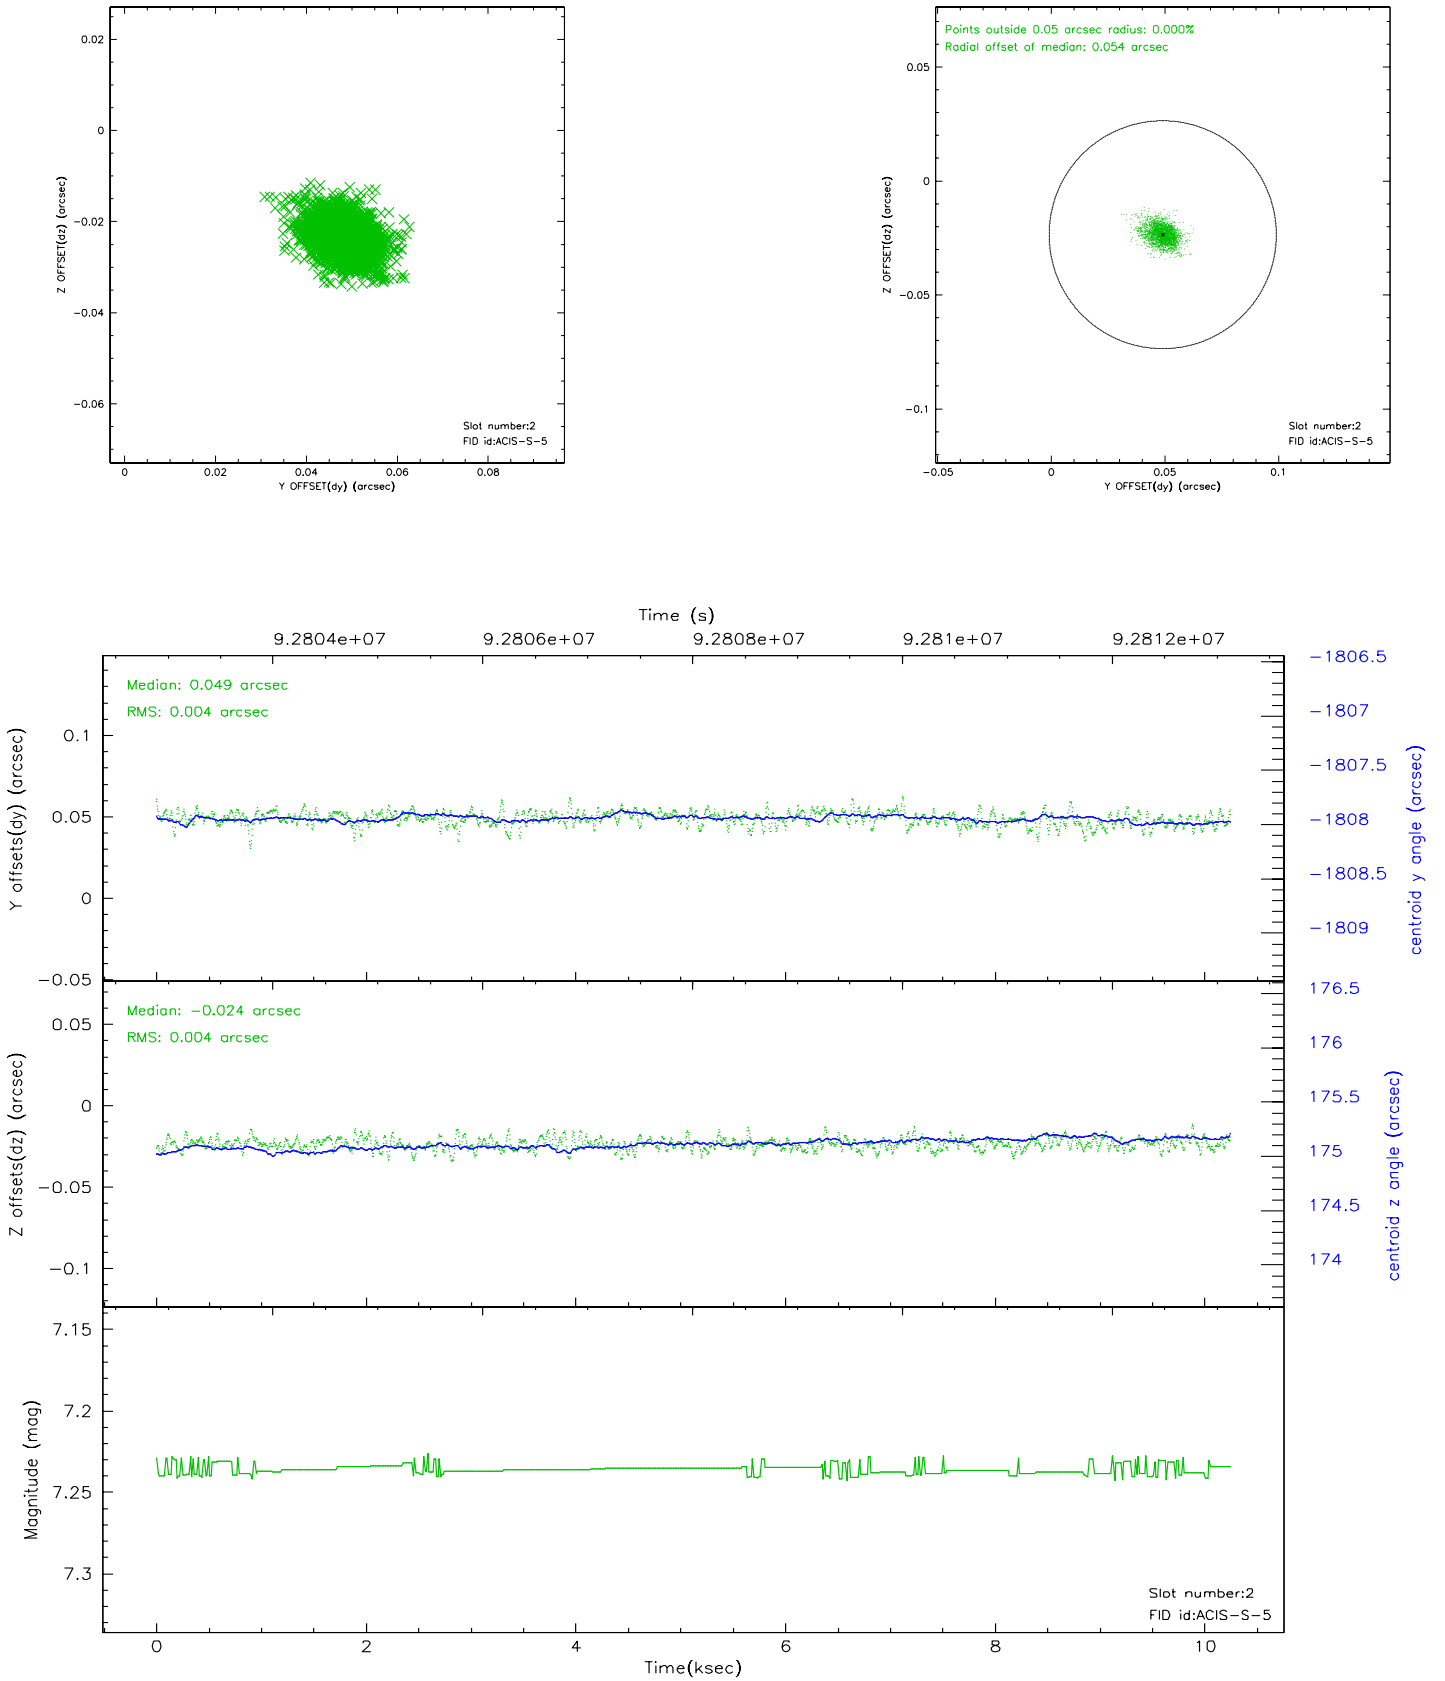 0.02
0
-0.02
-0.04
-0.06
Z OFFSET(dz) (arcsec)
Slot number:2
FID id:ACIS-S-5
0 0.02 0.04 0.06 0.08
Y OFFSET(dy) (arcsec)
Points outside 0.05 arcsec radius: 0.000%
Radial offset of median: 0.054 arcsec
0.05
0
-0.05
-0.1
Z OFFSET(dz) (arcsec)
Slot number:2
FID id:ACIS-S-5
-0.05 0 0.05 0.1
Y OFFSET(dy) (arcsec)
Time (s)
9.2804e+07 9.2806e+07 9.2808e+07 9.281e+07 9.2812e+07
Median: 0.049 arcsec
RMS: 0.004 arcsec
0.1
0.05
0
-0.05
Y offsets(dy) (arcsec)
-1806.5
-1807
-1807.5
-1808
-1808.5
-1809
centroid y angle (arcsec)
Median: -0.024 arcsec
RMS: 0.004 arcsec
0.05
0
-0.05
-0.1
Z offsets(dz) (arcsec)
176.5
176
175.5
175
174.5
174
centroid z angle (arcsec)
7.15
7.2
7.25
7.3
Magnitude (mag)
Slot number:2
FID id:ACIS-S-5
0 2 4 6 8 10
Time(ksec)